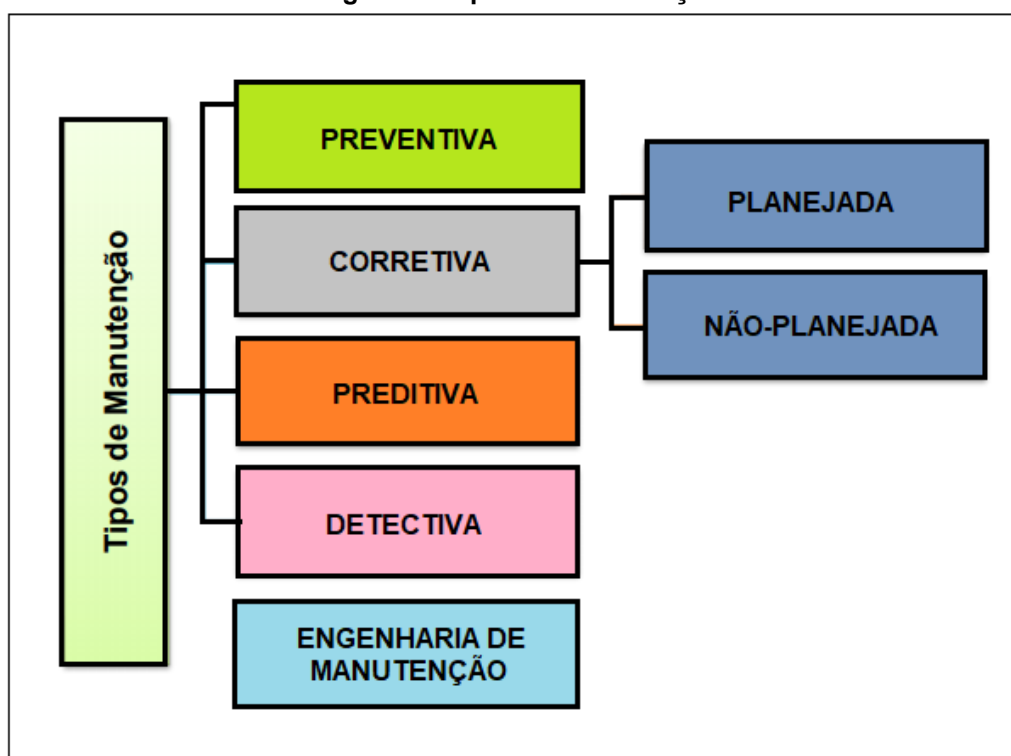 Tipos de Manutenção
PREVENTIVA
CORRETIVA
PLANEJADA
NÃO-PLANEJADA
PREDITIVA
DETECTIVA
ENGENHARIA DE
MANUTENÇÃO